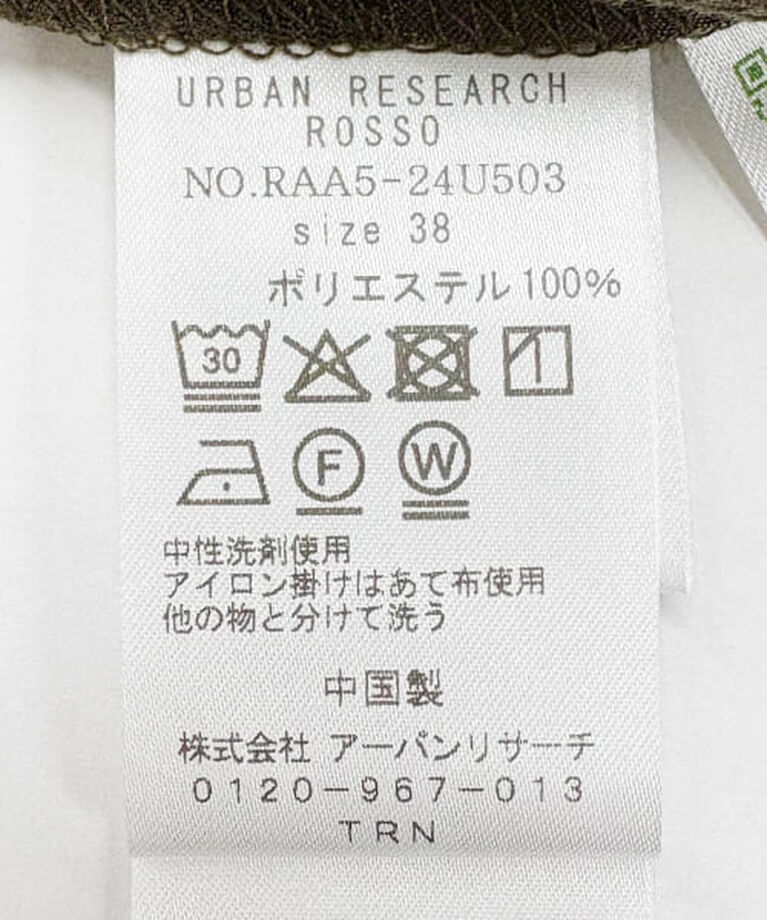 URBAN RESEARCH
ROSSO
NO.RAA5-24U503
size 38
ポリエステル100%
30
F W
中性洗剤使用
アイロン掛けはあて布使用
他の物と分けて洗う
中国製
株式会社 アーバンリサーチ
0120-967-013
TRN